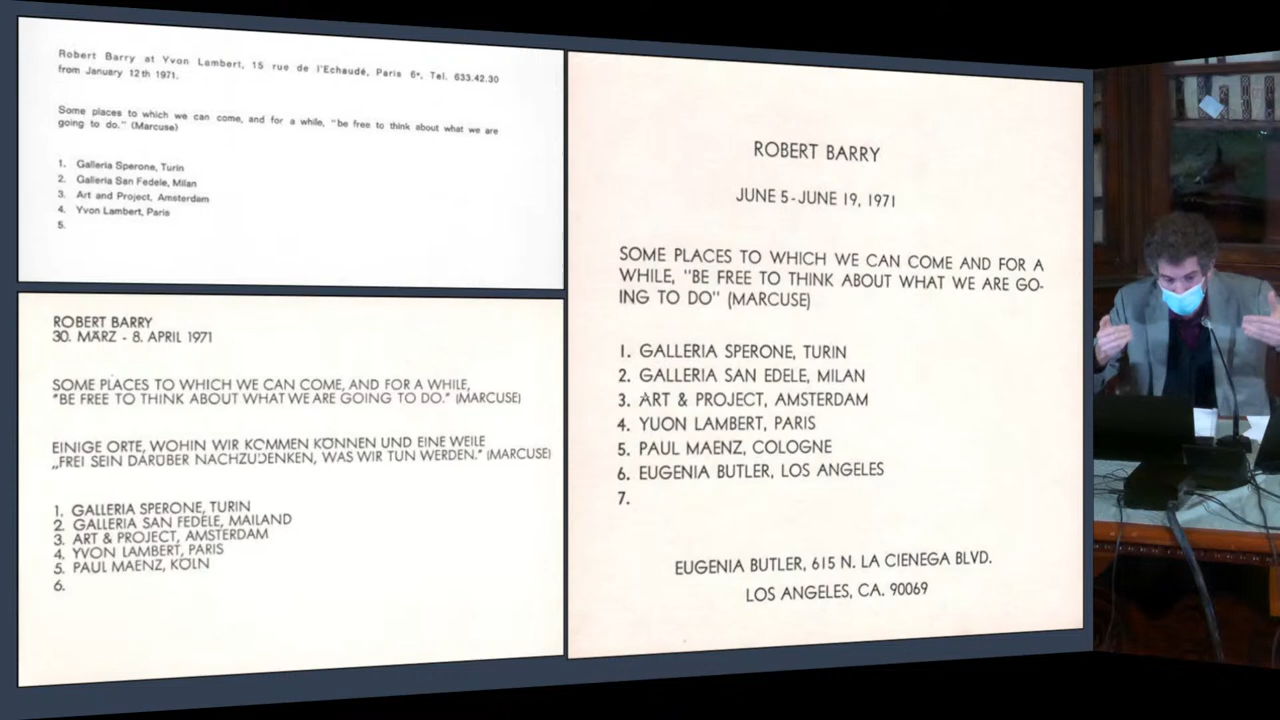 Robert Barry at Yvon Lambert, 15 rue de l'Echaudé, Paris 6ᵉ, Tel. 633.42.30
from January 12th 1971.
Some places to which we can come, and for a while, "be free to think about what we are
going to do." (Marcuse)
1. Galleria Sperone, Turin
2. Galleria San Fedele, Milan
3. Art and Project, Amsterdam
4. Yvon Lambert, Paris
5.
ROBERT BARRY
30. MÄRZ - 8. APRIL 1971
SOME PLACES TO WHICH WE CAN COME, AND FOR A WHILE,
"BE FREE TO THINK ABOUT WHAT WE ARE GOING TO DO." (MARCUSE)
EINIGE ORTE, WOHIN WIR KOMMEN KÖNNEN UND EINE WEILE
„FREI SEIN DARÜBER NACHZUDENKEN, WAS WIR TUN WERDEN." (MARCUSE)
1. GALLERIA SPERONE, TURIN
2. GALLERIA SAN FEDELE, MAILAND
3. ART & PROJECT, AMSTERDAM
4. YVON LAMBERT, PARIS
5. PAUL MAENZ, KÖLN
6.
ROBERT BARRY
JUNE 5-JUNE 19, 1971
SOME PLACES TO WHICH WE CAN COME AND FOR A
WHILE, "BE FREE TO THINK ABOUT WHAT WE ARE GO-
ING TO DO" (MARCUSE)
1. GALLERIA SPERONE, TURIN
2. GALLERIA SAN EDELE, MILAN
3. ART & PROJECT, AMSTERDAM
4. YUON LAMBERT, PARIS
5. PAUL MAENZ, COLOGNE
6. EUGENIA BUTLER, LOS ANGELES
7.
EUGENIA BUTLER, 615 N. LA CIENEGA BLVD.
LOS ANGELES, CA. 90069